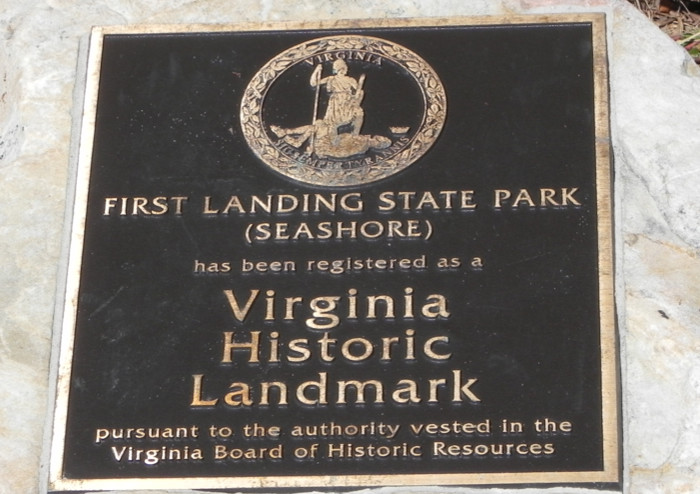 VIRGINIA
SIC SEMPER TYRANNIS
FIRST LANDING STATE PARK
(SEASHORE)
has been registered as a
Virginia
Historic
Landmark
pursuant to the authority vested in the
Virginia Board of Historic Resources